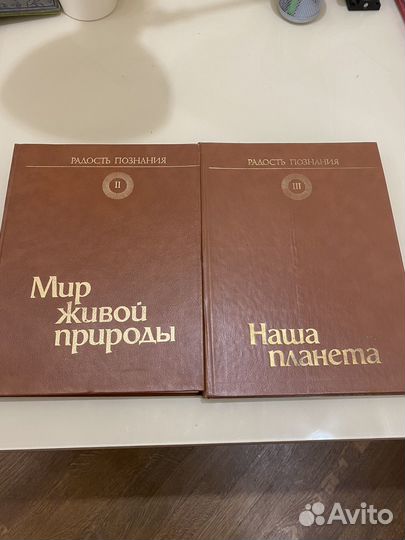 РАДОСТЬ ПОЗНАНИЯ
II
Мир
живой
природы
РАДОСТЬ ПОЗНАНИЯ
III
Наша
планета
Avito